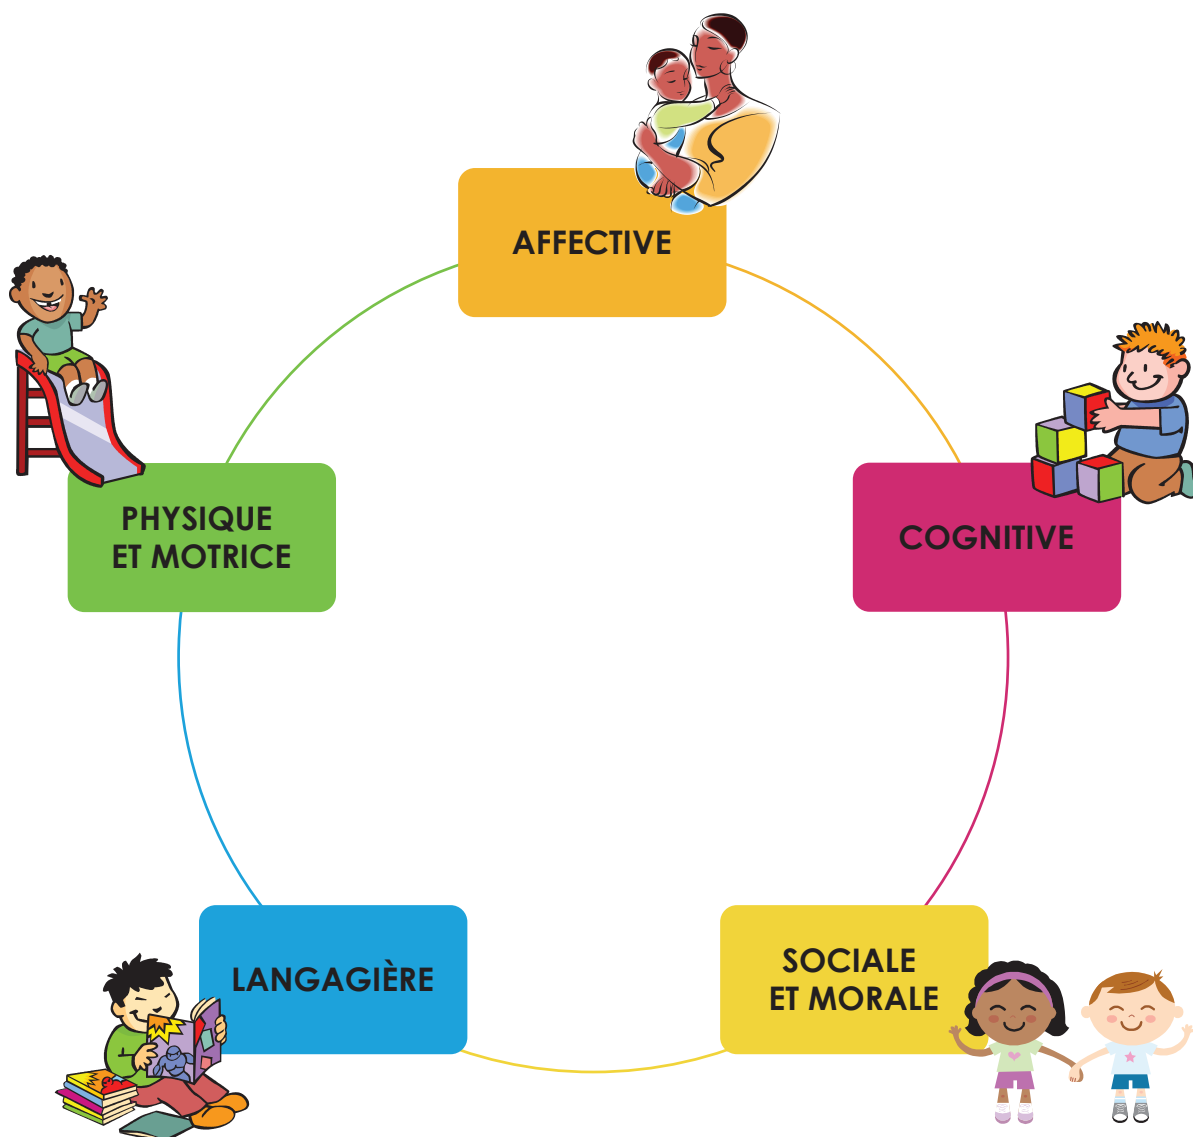 AFFECTIVE
PHYSIQUE
ET MOTRICE
COGNITIVE
LANGAGIÈRE
SOCIALE
ET MORALE